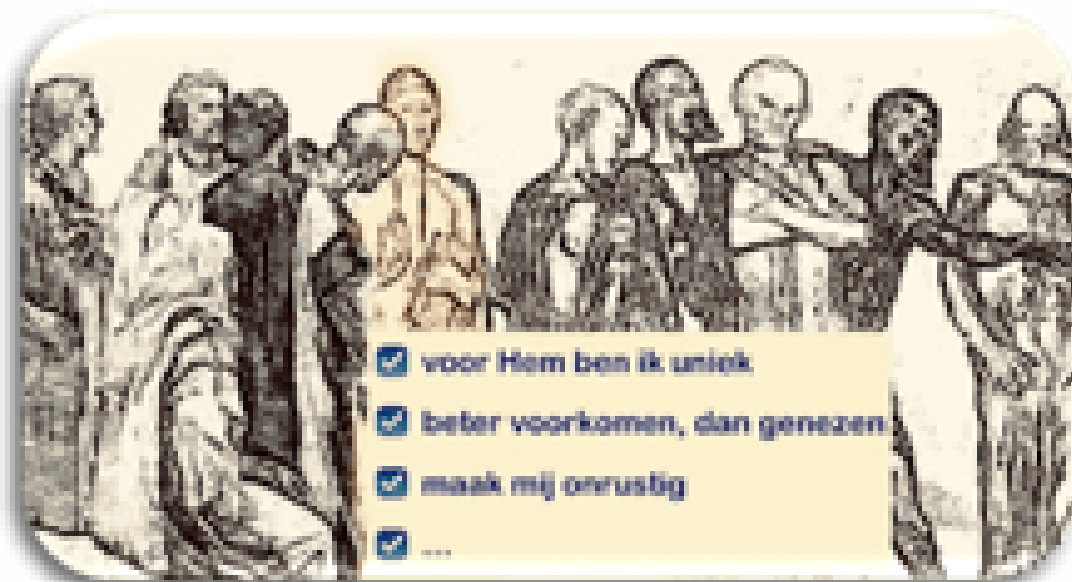 voor Hem ben ik uniek
beter voorkomen, dan genezen
maak mij onrustig
...